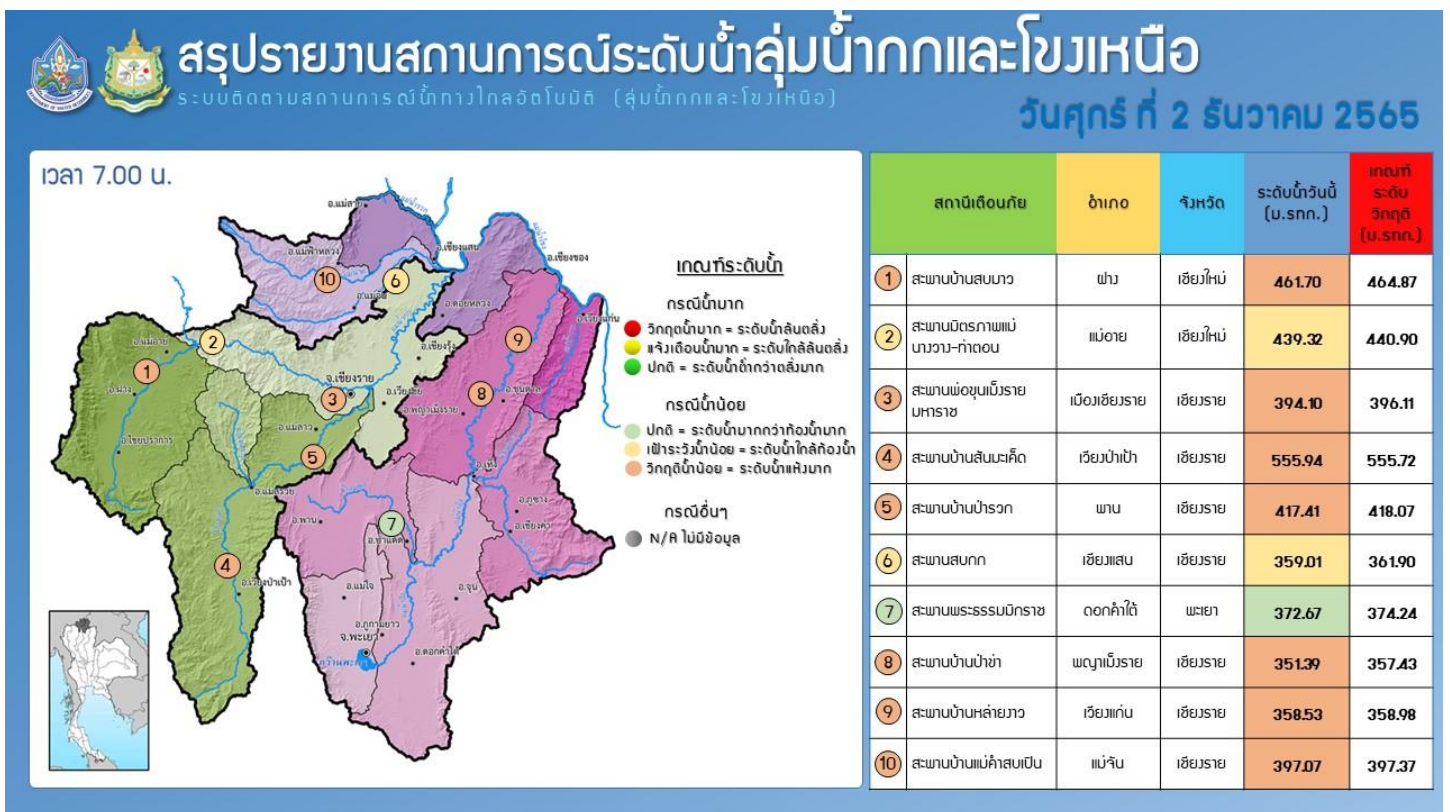 สรุปรายงานสถานการณ์ระดับน้ำลุ่มน้ำกกและโขงเหนือ
ระบบติดตามสถานการณ์น้ำทางไกลอัตโนมัติ (ลุ่มน้ำกกและโขงเหนือ)
วันศุกร์ ที่ 2 ธันวาคม 2565
เวลา 7.00 น.
อ.แม่สาย
แม่น้ำรวก
อ.แม่ฟ้าหลวง
อ.เชียงแสน
แม่น้ำโขง
อ.เชียงของ
10
6
อ.ดอยหลวง
อ.เวียงแก่น
2
9
อ.แม่อาย
อ.เชียงรุ้ง
1
จ.เชียงราย
อ.ฝาง
3
8
อ.ขุนตาล
อ.พญาเม็งราย
อ.แม่ลาว
อ.ไชยปราการ
5
อ.เทิง
อ.แม่สรวย
อ.ภูซาง
อ.พาน
7
อ.เชียงคำ
อ.ป่าแดด
4
อ.เวียงป่าเป้า
อ.แม่ใจ
อ.จุน
อ.ภูกามยาว
จ.พะเยา
อ.ดอกคำใต้
เกณฑ์ระดับน้ำ
กรณีน้ำมาก
วิกฤตน้ำมาก = ระดับน้ำล้นตลิ่ง
แจ้งเตือนน้ำมาก = ระดับใกล้ล้นตลิ่ง
ปกติ = ระดับน้ำต่ำกว่าตลิ่งมาก
กรณีน้ำน้อย
ปกติ = ระดับน้ำมากกว่าท้องน้ำมาก
เฝ้าระวังน้ำน้อย = ระดับน้ำใกล้ท้องน้ำ
วิกฤติน้ำน้อย = ระดับน้ำแห้งมาก
กรณีอื่นๆ
N/A ไม่มีข้อมูล
สถานีเตือนภัย อำเภอ จังหวัด ระดับน้ำวันนี้ (ม.รทก.) เกณฑ์ระดับวิกฤติ (ม.รทก.)
1 สะพานบ้านสบมาว ฝาง เชียงใหม่ 461.70 464.87
2 สะพานมิตรภาพแม่นาวาง-ท่าตอน แม่อาย เชียงใหม่ 439.32 440.90
3 สะพานพ่อขุนเม็งรายมหาราช เมืองเชียงราย เชียงราย 394.10 396.11
4 สะพานบ้านสันมะเค็ด เวียงป่าเป้า เชียงราย 555.94 555.72
5 สะพานบ้านป่ารวก พาน เชียงราย 417.41 418.07
6 สะพานสบกก เชียงแสน เชียงราย 359.01 361.90
7 สะพานพระธรรมมิกราช ดอกคำใต้ พะเยา 372.67 374.24
8 สะพานบ้านป่าข่า พญาเม็งราย เชียงราย 351.39 357.43
9 สะพานบ้านหล่ายงาว เวียงแก่น เชียงราย 358.53 358.98
10 สะพานบ้านแม่คำสบเปิน แม่จัน เชียงราย 397.07 397.37